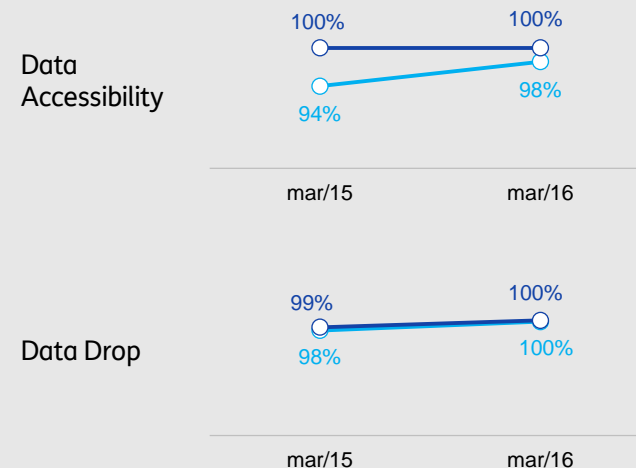 100% 100%
Data
Accessibility
94% 98%
mar/15 mar/16
99% 100%
Data Drop
98% 100%
mar/15 mar/16